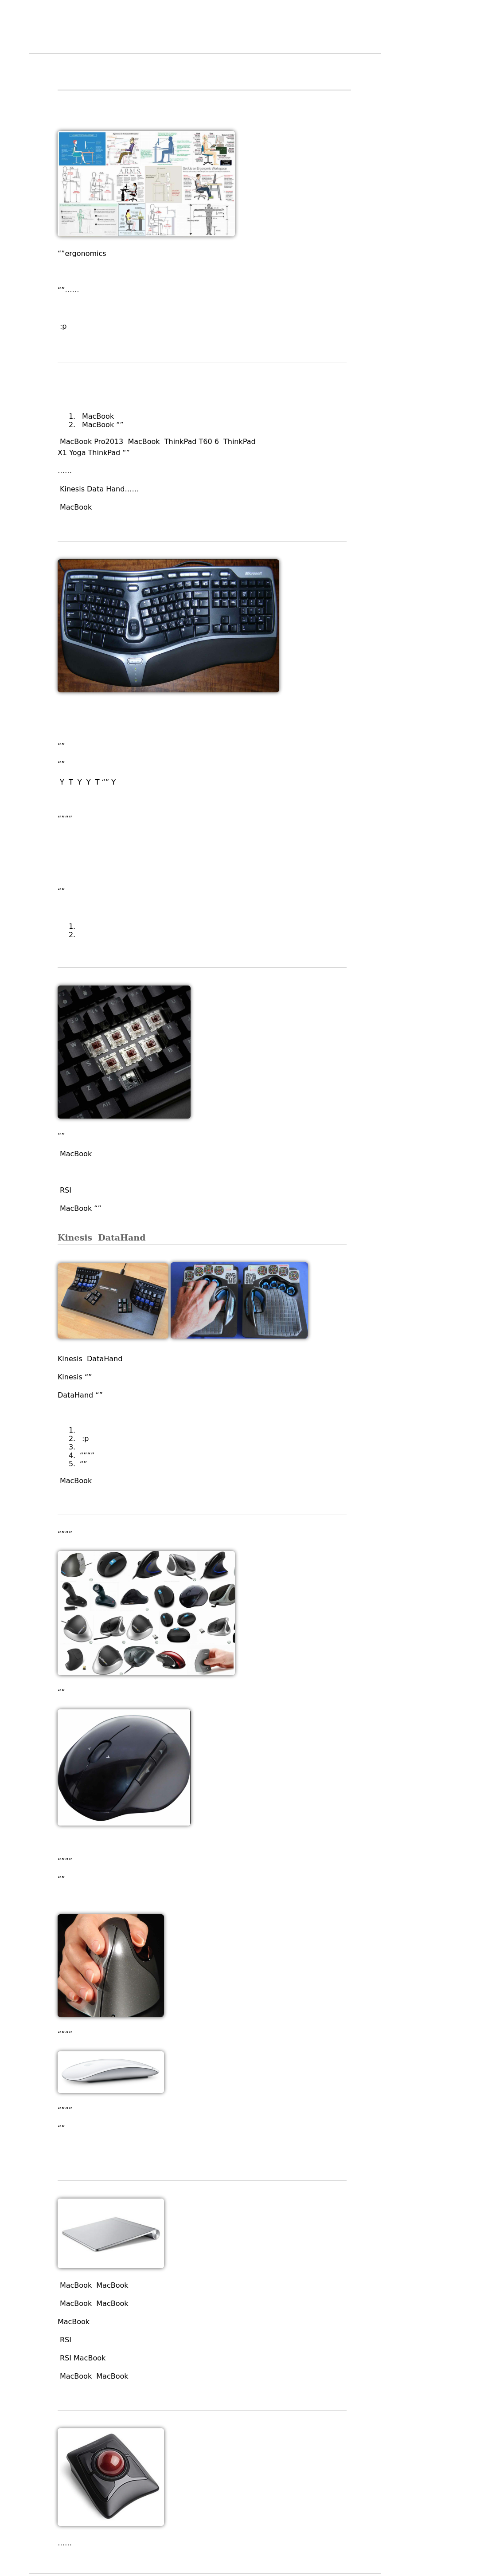 “”ergonomics
“”……
:p
1. MacBook
2. MacBook “”
MacBook Pro2013 MacBook ThinkPad T60 6 ThinkPad
X1 Yoga ThinkPad “”
……
Kinesis Data Hand……
MacBook
“”
“”
Y T Y Y T “” Y
“”“”
“”
1.
2.
“”
MacBook
RSI
MacBook “”
Kinesis DataHand
Kinesis DataHand
Kinesis “”
DataHand “”
1.
2. :p
3.
4. “”“”
5. “”
MacBook
“”“”
“”
“”“”
“”
“”“”
“”“”
“”
MacBook MacBook
MacBook MacBook
MacBook
RSI
RSI MacBook
MacBook MacBook
……